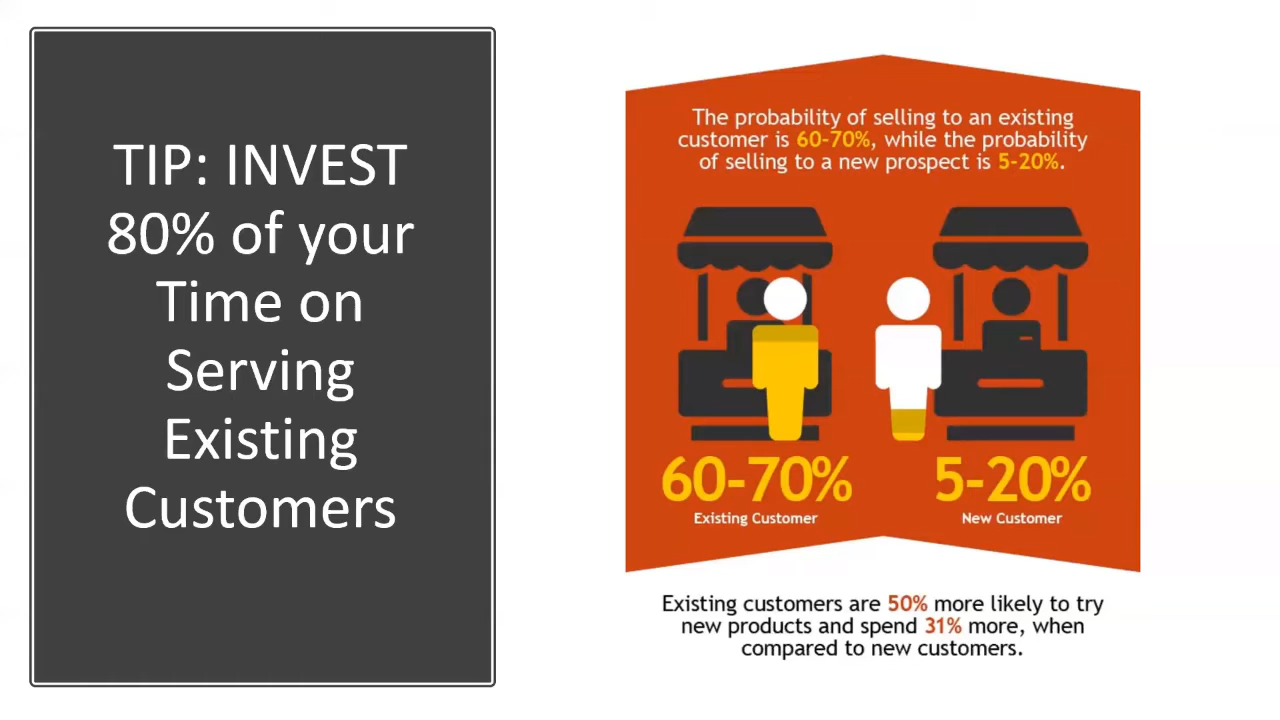 TIP: INVEST
80% of your
Time on
Serving
Existing
Customers
The probability of selling to an existing
customer is 60-70%, while the probability
of selling to a new prospect is 5-20%.
60-70%
Existing Customer
5-20%
New Customer
Existing customers are 50% more likely to try
new products and spend 31% more, when
compared to new customers.